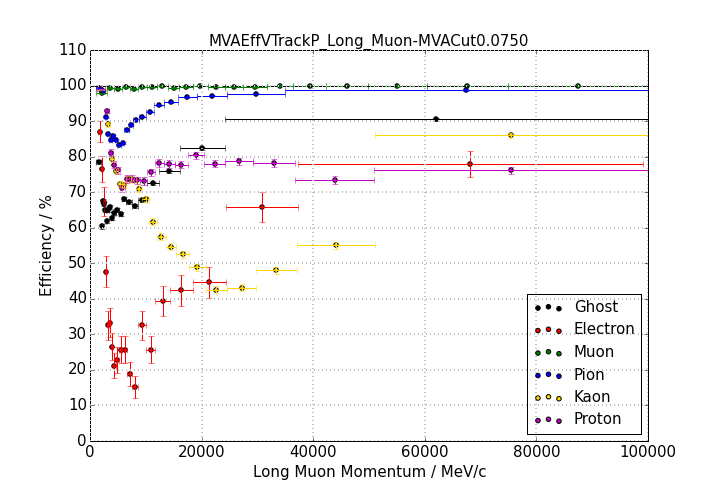 MVAEffVTrackP_Long_Muon-MVACut0.0750
110
100
90
80
70
60
50
40
30
20
10
0
Efficiency / %
Ghost
Electron
Muon
Pion
Kaon
Proton
0 20000 40000 60000 80000 100000
Long Muon Momentum / MeV/c